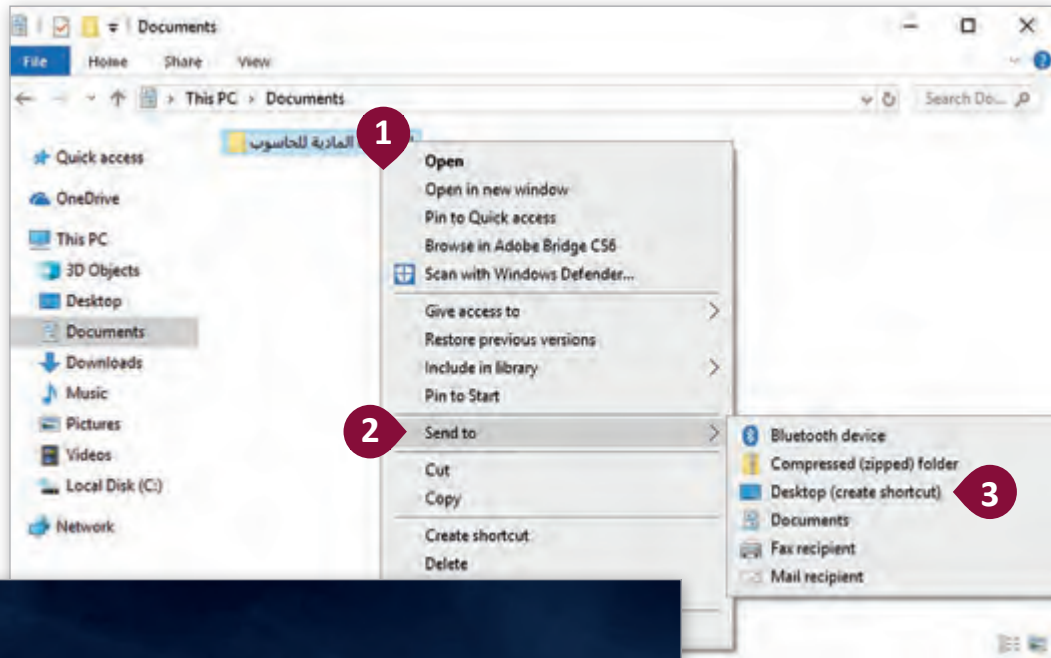 Documents
File Home Share View
This PC > Documents
Search Do...
Quick access
OneDrive
This PC
3D Objects
Desktop
Documents
Downloads
Music
Pictures
Videos
Local Disk (C:)
Network
المادية للحاسوب
1
Open
Open in new window
Pin to Quick access
Browse in Adobe Bridge CS6
Scan with Windows Defender...
Give access to
Restore previous versions
Include in library
Pin to Start
2
Send to
Cut
Copy
Create shortcut
Delete
Bluetooth device
Compressed (zipped) folder
Desktop (create shortcut)
3
Documents
Fax recipient
Mail recipient